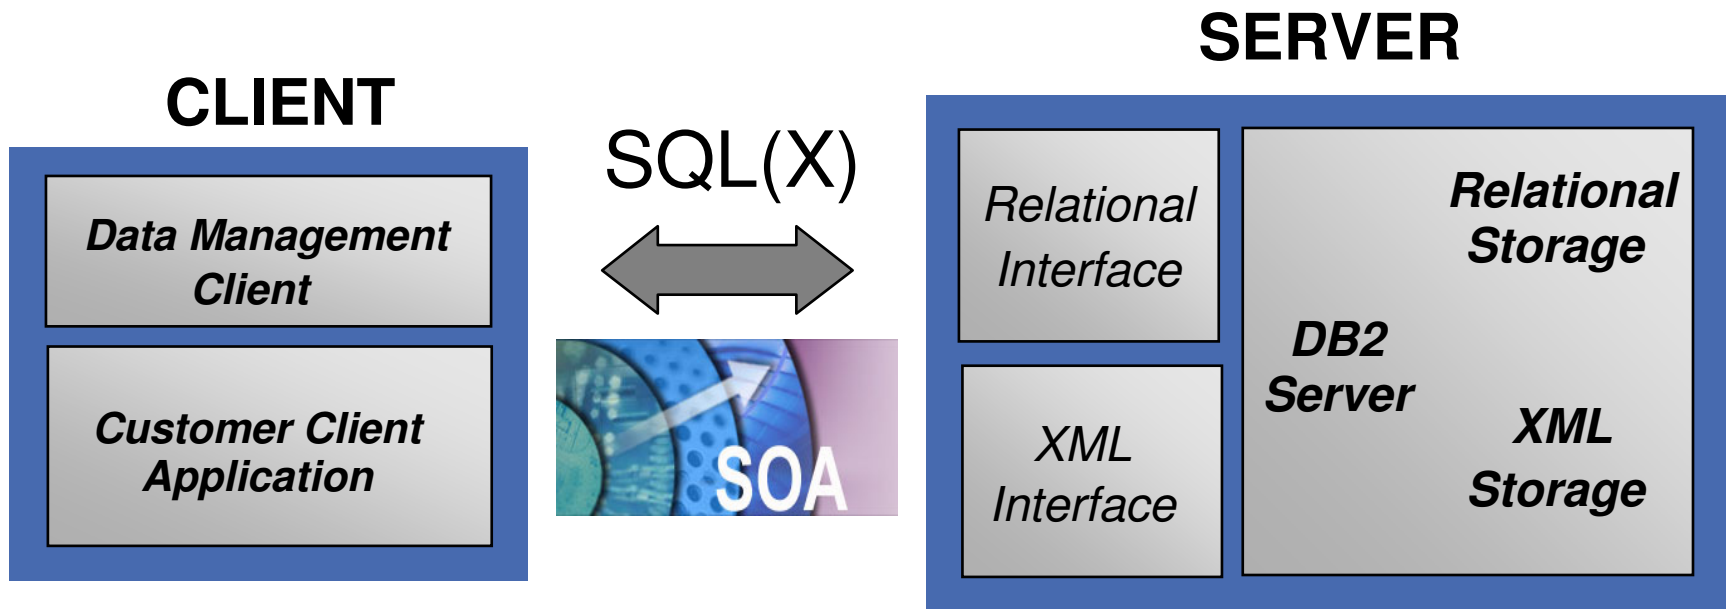 CLIENT
Data Management
Client
Customer Client
Application
SQL(X)
SOA
SERVER
Relational
Interface
XML
Interface
DB2
Server
Relational
Storage
XML
Storage